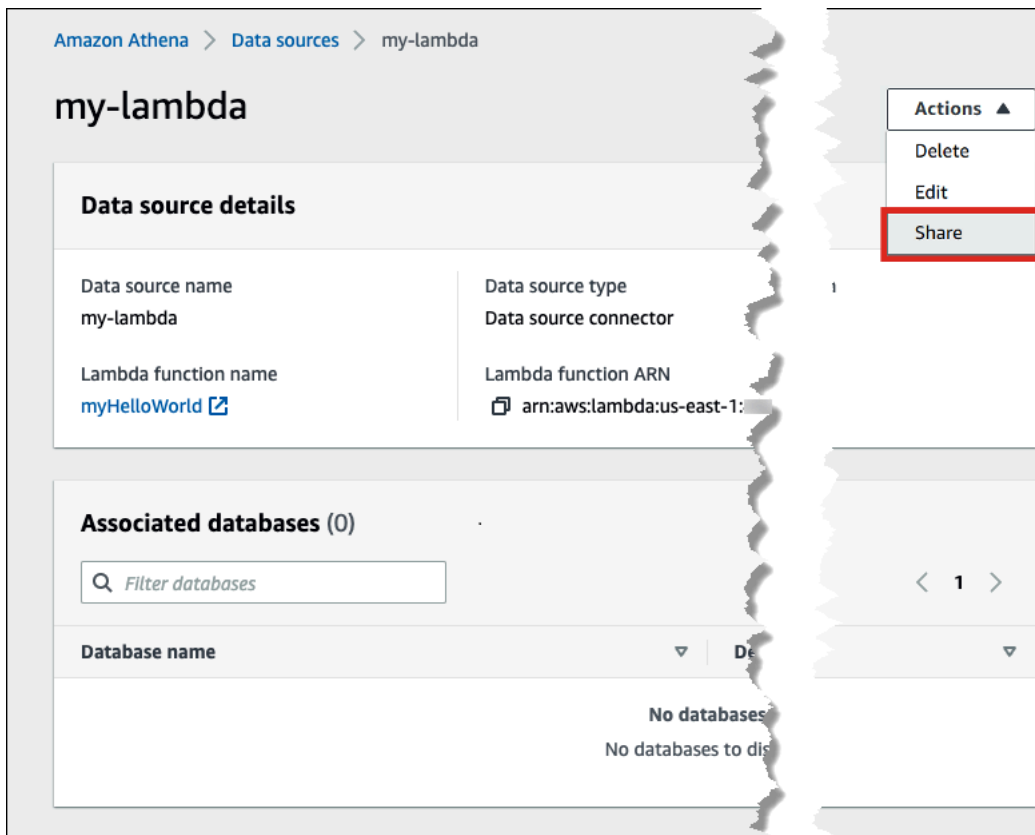 Amazon Athena > Data sources > my-lambda
my-lambda
Actions ▲
Delete
Edit
Share
Data source details
Data source name
my-lambda
Data source type
Data source connector
Lambda function name
myHelloWorld
Lambda function ARN
arn:aws:lambda:us-east-1:
Associated databases (0)
Filter databases
< 1 >
Database name
No databases
No databases to